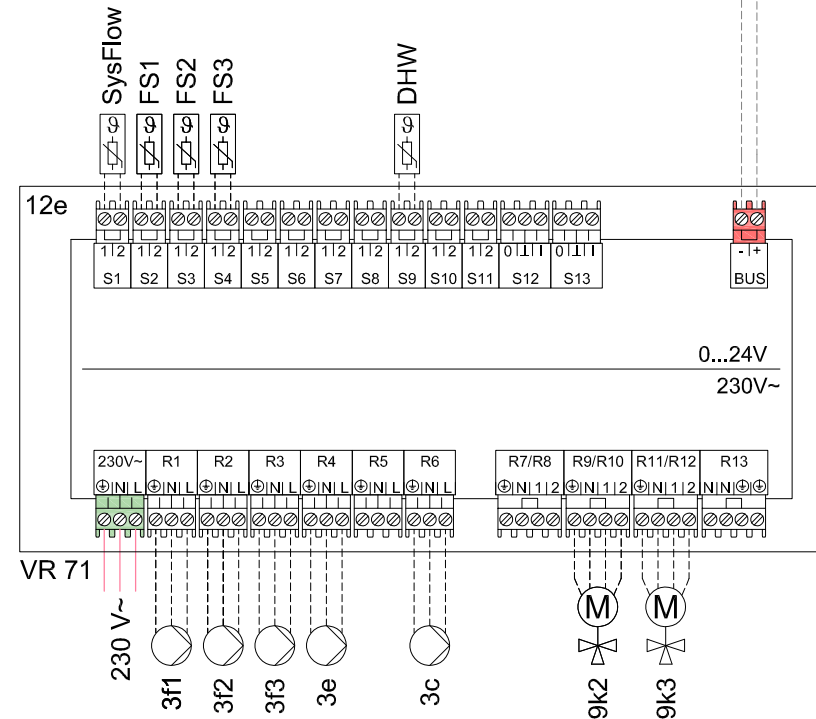 SysFlow FS1 FS2 FS3 DHW
ϑ ϑ ϑ ϑ ϑ
12e
1 2 1 2 1 2 1 2 1 2 1 2 1 2 1 2 1 2 1 2 1 2 0 ⊥ I 0 ⊥ I - +
S1 S2 S3 S4 S5 S6 S7 S8 S9 S10 S11 S12 S13 BUS
0...24V
230V~
230V~ R1 R2 R3 R4 R5 R6 R7/R8 R9/R10 R11/R12 R13
⏚ N L ⏚ N L ⏚ N L ⏚ N L ⏚ N L ⏚ N L ⏚ N L ⏚ N 1 2 ⏚ N 1 2 ⏚ N 1 2 N N ⏚ ⏚
VR 71
M M
230 V~ 3f1 3f2 3f3 3e 3c 9k2 9k3